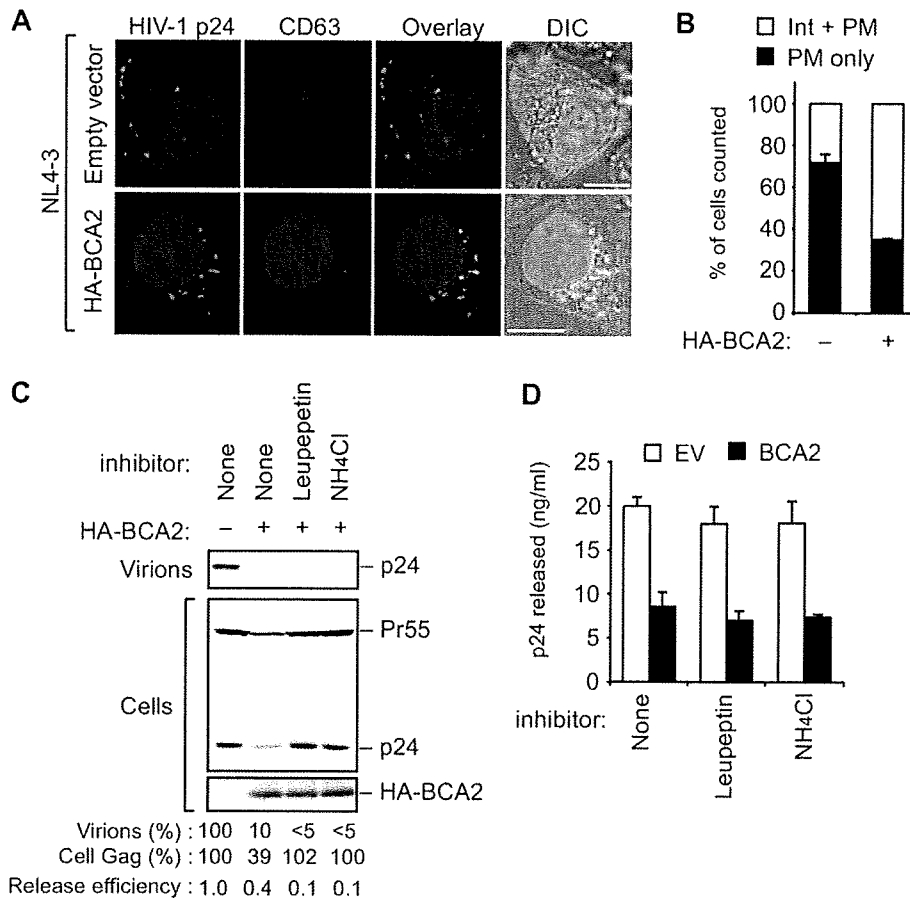 A
HIV-1 p24 CD63 Overlay DIC
NL4-3
Empty vector
HA-BCA2
B
Int + PM
PM only
% of cells counted
100
80
60
40
20
0
HA-BCA2: – +
C
inhibitor: None None Leupepetin NH4Cl
HA-BCA2: – + + +
Virions – p24
Cells
– Pr55
– p24
– HA-BCA2
Virions (%) : 100 10 <5 <5
Cell Gag (%) : 100 39 102 100
Release efficiency : 1.0 0.4 0.1 0.1
D
EV BCA2
p24 released (ng/ml)
25
20
15
10
5
0
inhibitor: None Leupeptin NH4Cl